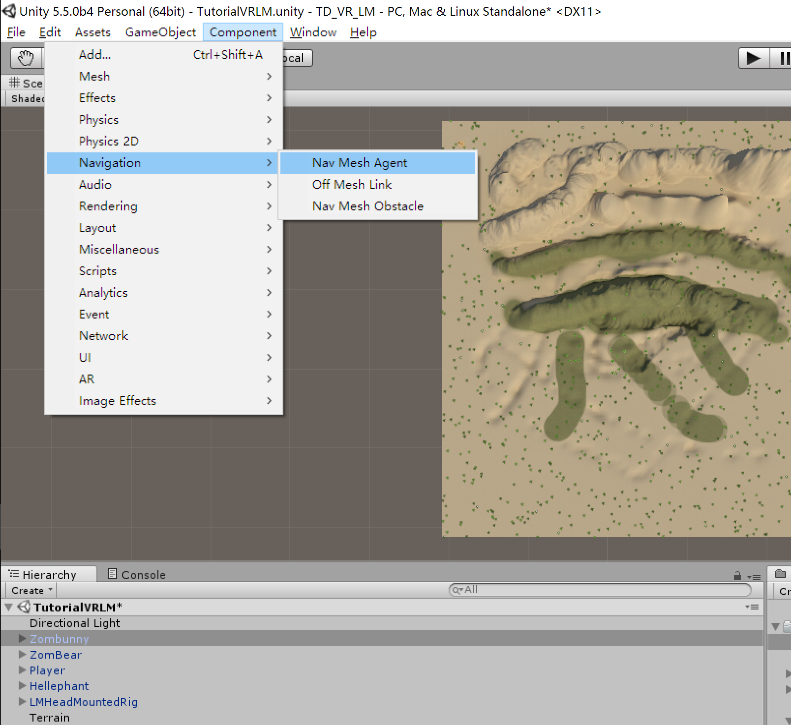 Unity 5.5.0b4 Personal (64bit) - TutorialVRLM.unity - TD_VR_LM - PC, Mac & Linux Standalone* <DX11>
File Edit Assets GameObject Component Window Help
Add... Ctrl+Shift+A
Mesh
Effects
Physics
Physics 2D
Navigation
Audio
Rendering
Layout
Miscellaneous
Scripts
Analytics
Event
Network
UI
AR
Image Effects
Nav Mesh Agent
Off Mesh Link
Nav Mesh Obstacle
ocal
Sce
Shaded
Hierarchy Console
Create All
TutorialVRLM*
Directional Light
Zombunny
ZomBear
Player
Hellephant
LMHeadMountedRig
Terrain
Cr